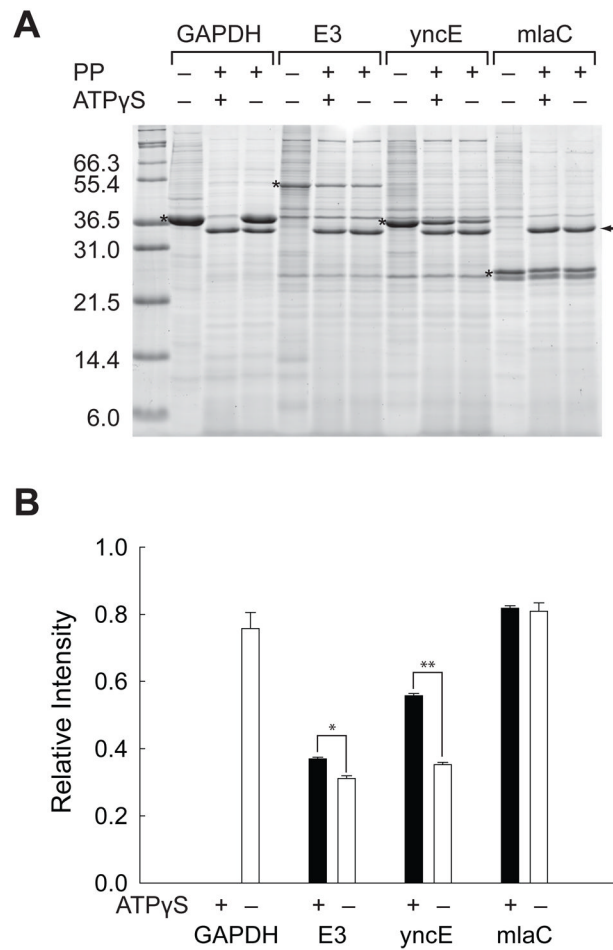 A
GAPDH E3 yncE mlaC
PP – + + – + + – + + – + +
ATPγS – + – – + – – + – – + –
66.3
55.4
36.5
31.0
21.5
14.4
6.0
* * * *
B
1.0
0.8
0.6
0.4
0.2
0.0
Relative Intensity
* **
ATPγS + – + – + – + –
GAPDH E3 yncE mlaC